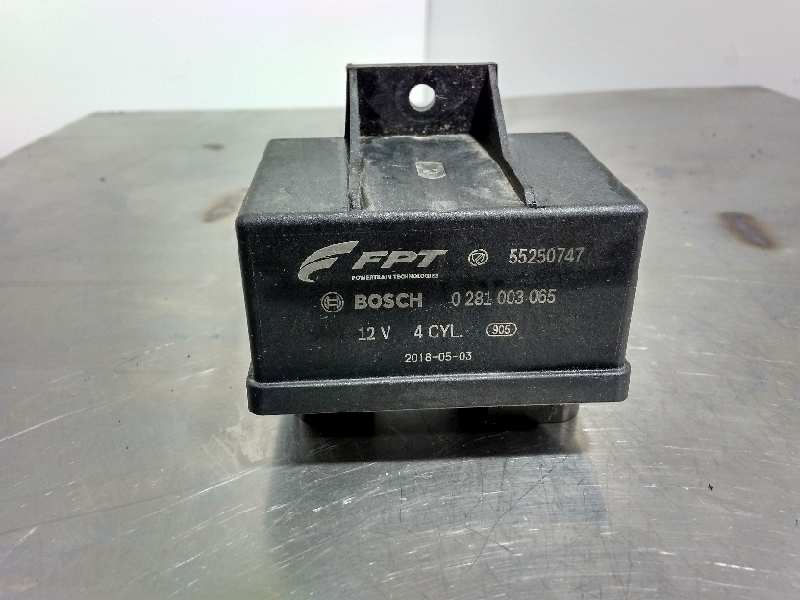 FPT 55250747
POWERTRAIN TECHNOLOGIES
BOSCH 0 281 003 065
12 V 4 CYL. 905
2018-05-03